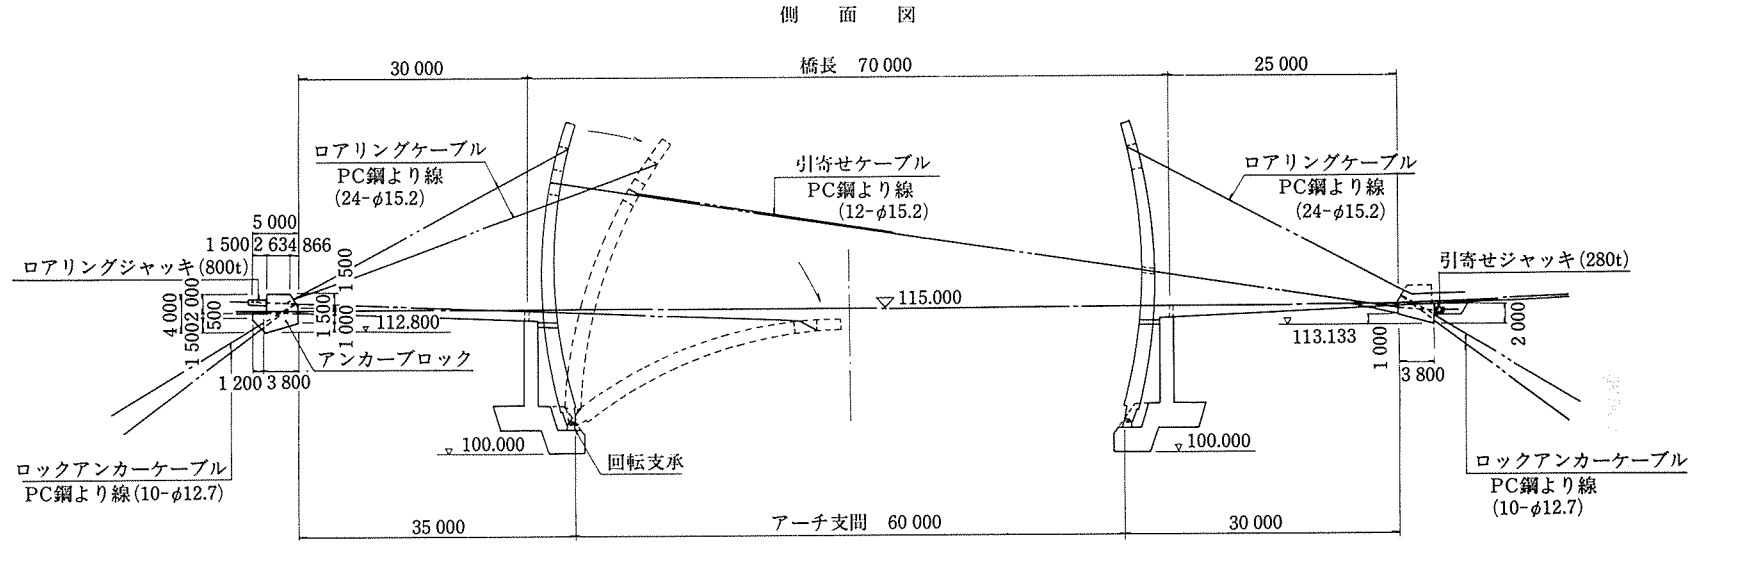 側面図
30 000
橋長 70 000
25 000
ロアリングケーブル
PC鋼より線
(24-φ15.2)
引寄せケーブル
PC鋼より線
(12-φ15.2)
ロアリングケーブル
PC鋼より線
(24-φ15.2)
5 000
1 500 2 634 866
ロアリングジャッキ(800t)
4 000
1 500 2 000
500
1 500
1 500
1 000
112.800
115.000
アンカーブロック
1 200 3 800
引寄せジャッキ(280t)
113.133
1 000
2 000
3 800
100.000
回転支承
100.000
ロックアンカーケーブル
PC鋼より線(10-φ12.7)
ロックアンカーケーブル
PC鋼より線
(10-φ12.7)
35 000
アーチ支間 60 000
30 000